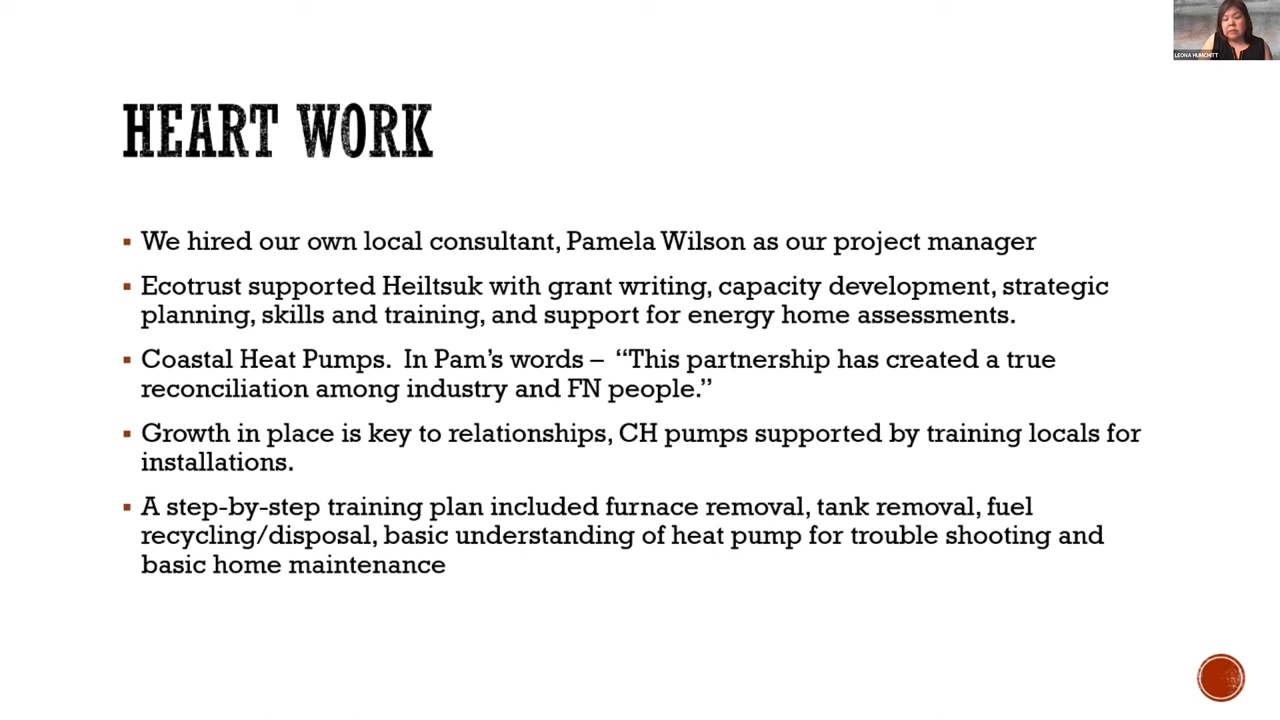 LEONA HUMCHITT
HEART WORK
▪ We hired our own local consultant, Pamela Wilson as our project manager
▪ Ecotrust supported Heiltsuk with grant writing, capacity development, strategic
planning, skills and training, and support for energy home assessments.
▪ Coastal Heat Pumps.  In Pam’s words –  “This partnership has created a true
reconciliation among industry and FN people.”
▪ Growth in place is key to relationships, CH pumps supported by training locals for
installations.
▪ A step-by-step training plan included furnace removal, tank removal, fuel
recycling/disposal, basic understanding of heat pump for trouble shooting and
basic home maintenance